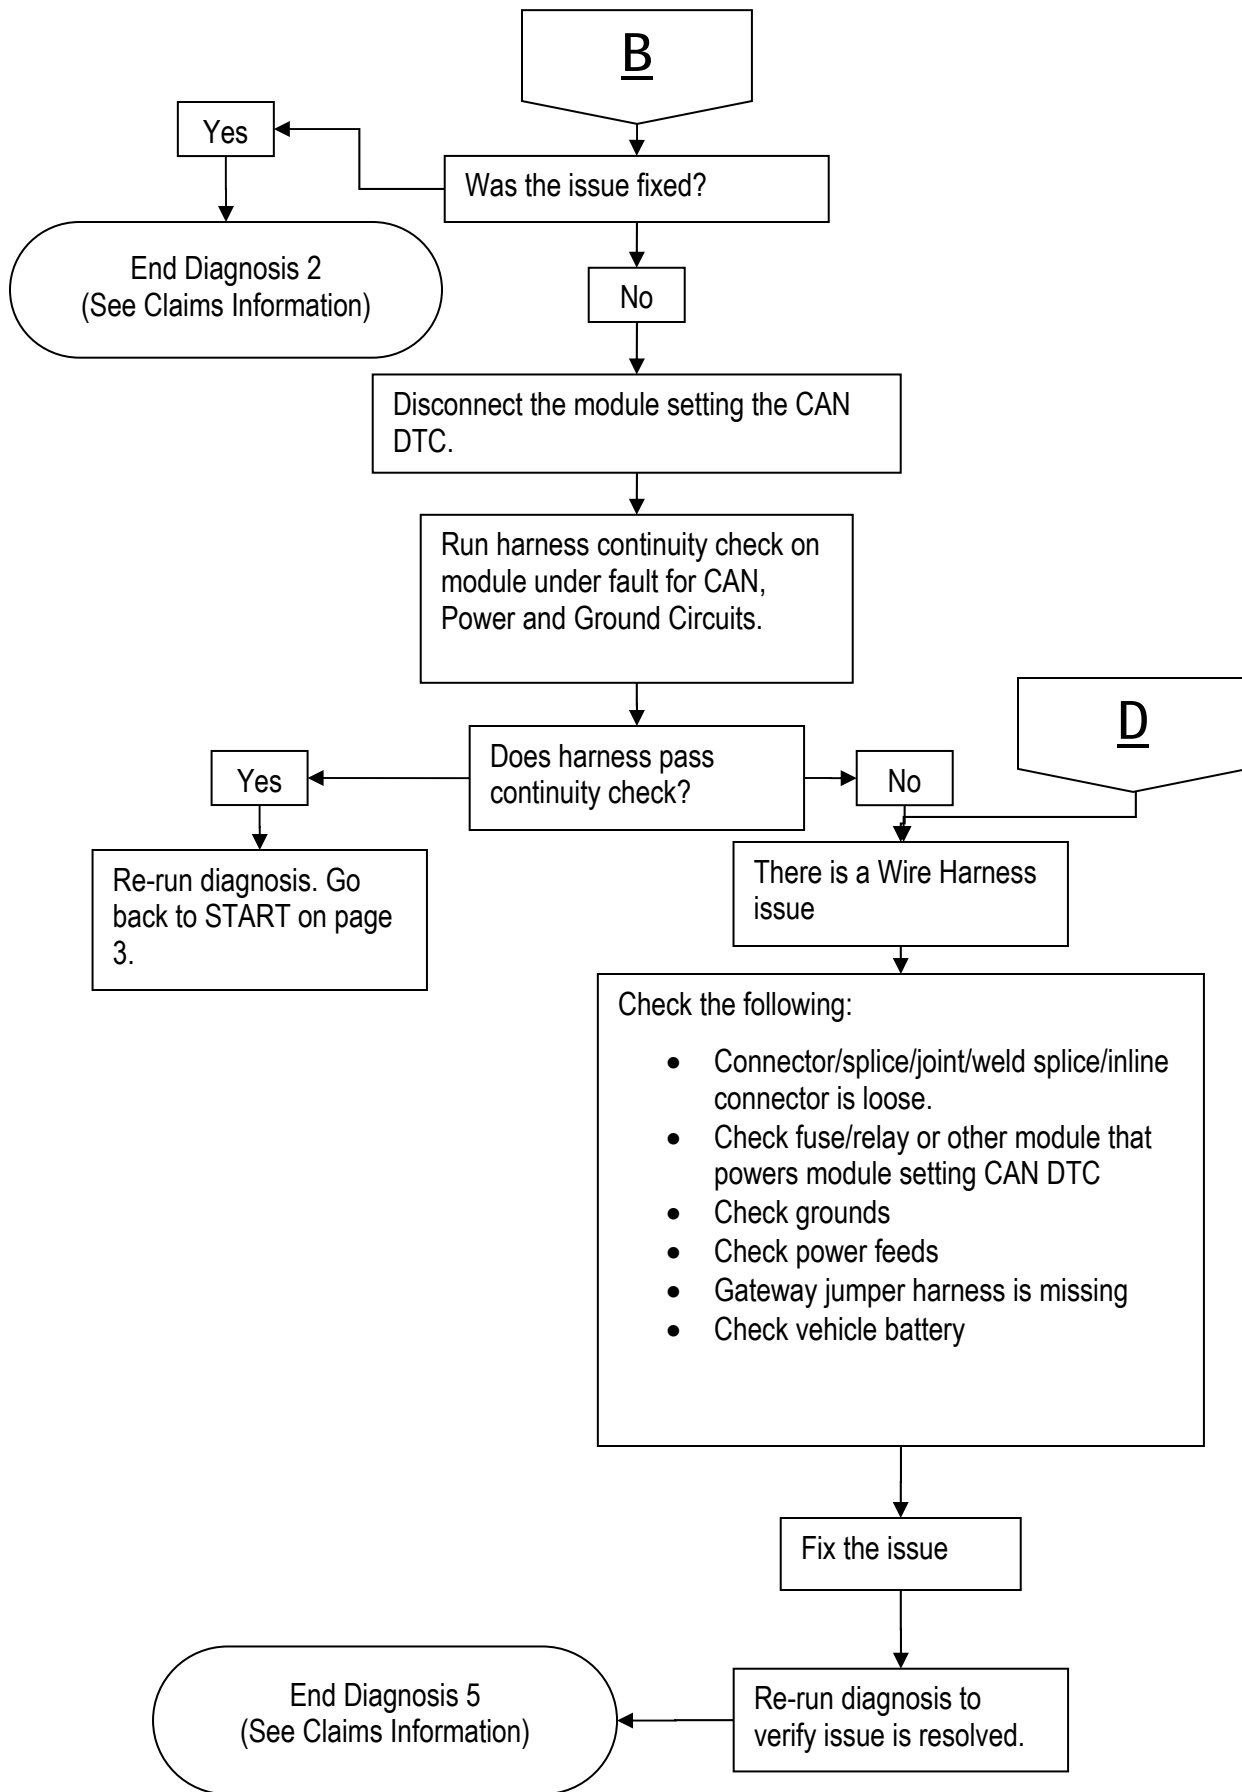 B
Yes
Was the issue fixed?
End Diagnosis 2
(See Claims Information)
No
Disconnect the module setting the CAN
DTC.
Run harness continuity check on
module under fault for CAN,
Power and Ground Circuits.
D
Yes
Does harness pass
continuity check?
No
Re-run diagnosis. Go
back to START on page
3.
There is a Wire Harness
issue
Check the following:
• Connector/splice/joint/weld splice/inline
connector is loose.
• Check fuse/relay or other module that
powers module setting CAN DTC
• Check grounds
• Check power feeds
• Gateway jumper harness is missing
• Check vehicle battery
Fix the issue
End Diagnosis 5
(See Claims Information)
Re-run diagnosis to
verify issue is resolved.